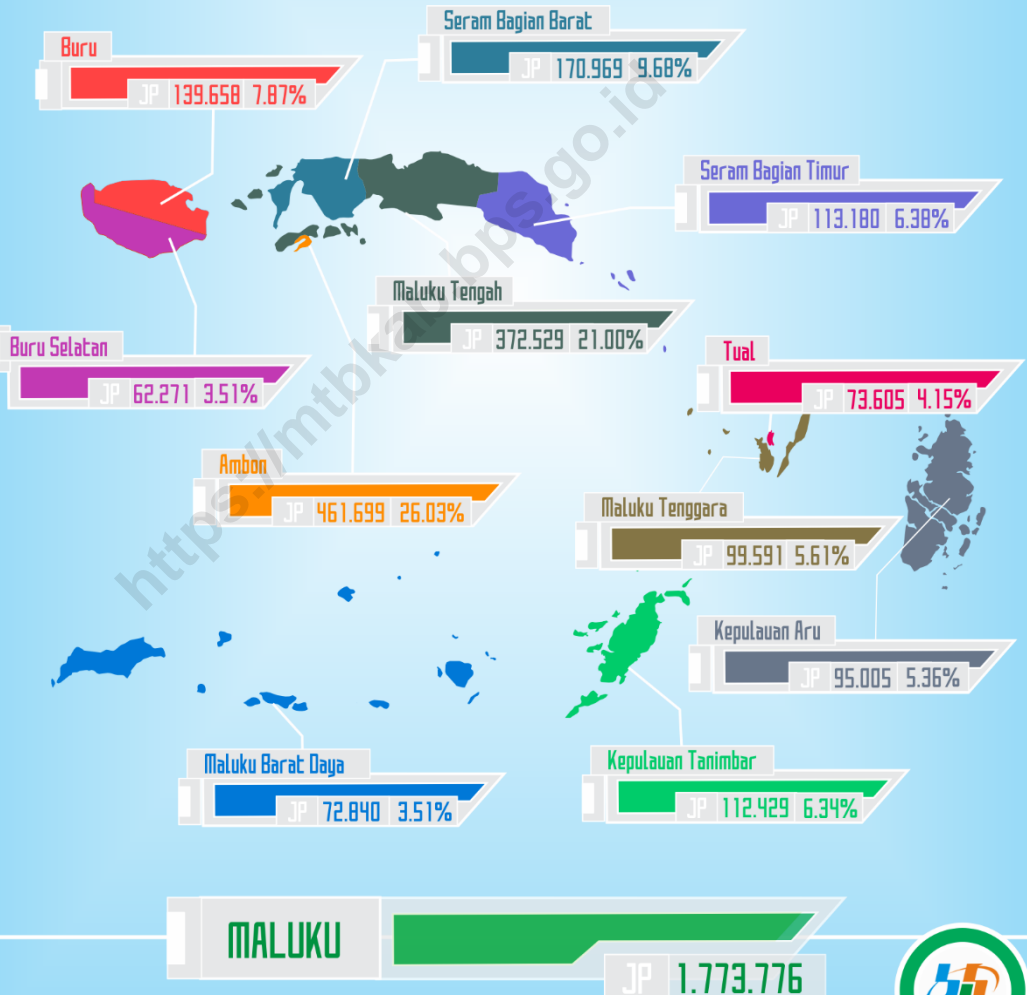 Seram Bagian Barat
JP 170.969 9.68%
Buru
JP 139.658 7.87%
Seram Bagian Timur
JP 113.180 6.38%
Maluku Tengah
JP 372.529 21.00%
Buru Selatan
JP 62.271 3.51%
Tual
JP 73.605 4.15%
Ambon
JP 461.699 26.03%
Maluku Tenggara
JP 99.591 5.61%
Kepulauan Aru
JP 95.005 5.36%
Maluku Barat Daya
JP 72.840 3.51%
Kepulauan Tanimbar
JP 112.429 6.34%
MALUKU
JP 1.773.776
https://mtbkab.bps.go.id